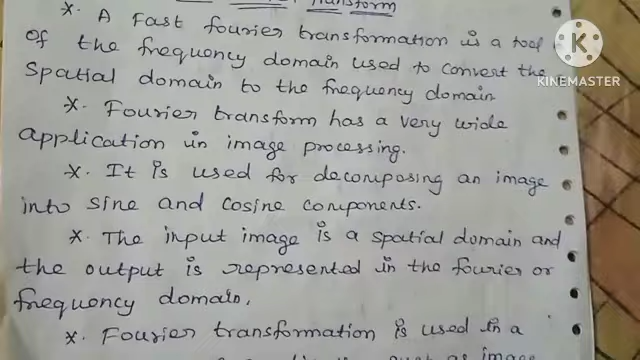 Transform
*. A Fast fourier transformation is a tool
of the frequency domain used to convert the
Spatial domain to the frequency domain
*. Fourier transform has a very wide
application in image processing.
*. It is used for decomposing an image
into sine and cosine components.
*. The input image is a spatial domain and
the output is represented in the fourier or
frequency domain.
*. Fourier transformation is used in a
such as image
KINEMASTER